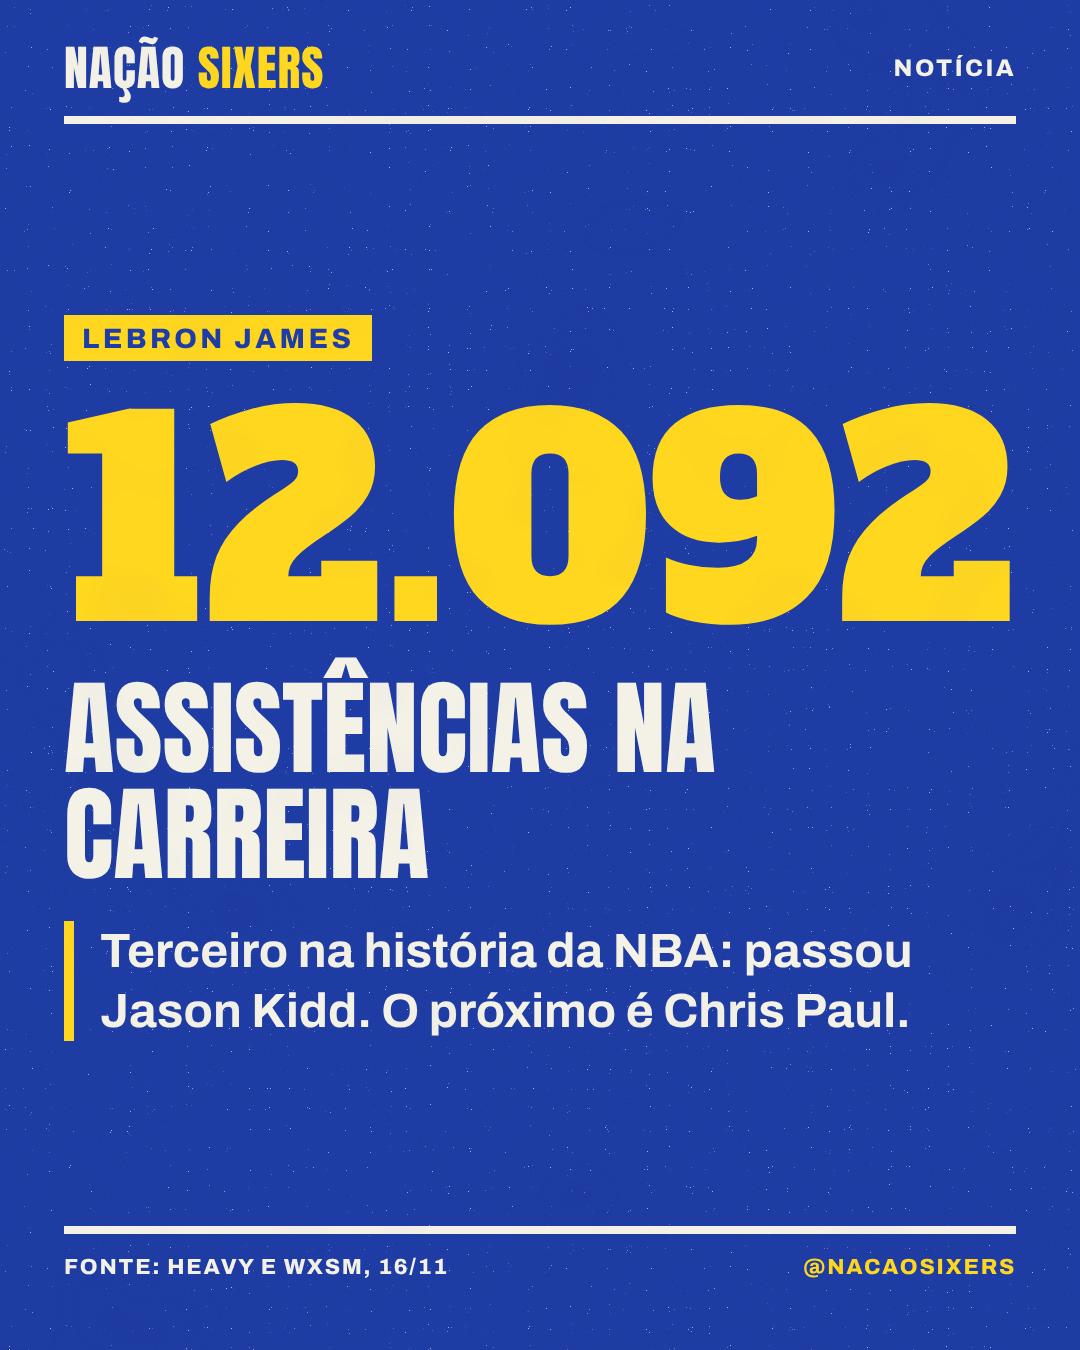 NAÇÃO SIXERS
NOTÍCIA
LEBRON JAMES
12.092
ASSISTÊNCIAS NA
CARREIRA
Terceiro na história da NBA: passou
Jason Kidd. O próximo é Chris Paul.
FONTE: HEAVY E WXSM, 16/11
@NACAOSIXERS